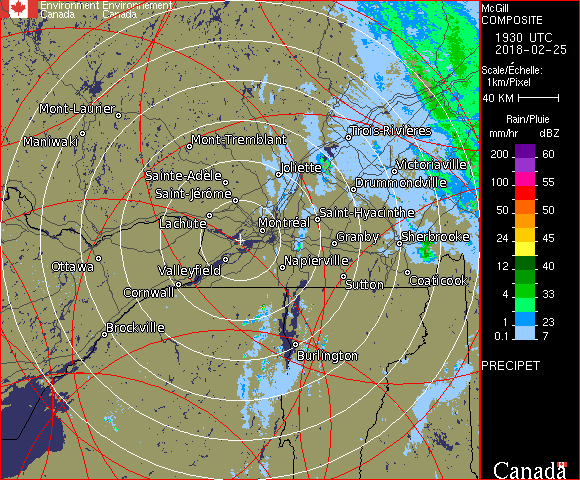 Environment Environnement
Canada Canada
McGill
COMPOSITE
1930 UTC
2018-02-25
Scale/Échelle:
1km/Pixel
40 KM
Rain/Pluie
mm/hr dBZ
200 60
100 55
50 50
24 45
12 40
4 33
1 23
0.1 7
PRECIPET
Canada
Mont-Laurier
Maniwaki
Mont-Tremblant
Trois-Rivières
Sainte-Adèle
Joliette
Victoriaville
Saint-Jérôme
Drummondville
Lachute
Montréal
Saint-Hyacinthe
Granby
Sherbrooke
Ottawa
Valleyfield
Napierville
Cornwall
Sutton
Coaticook
Brockville
Burlington